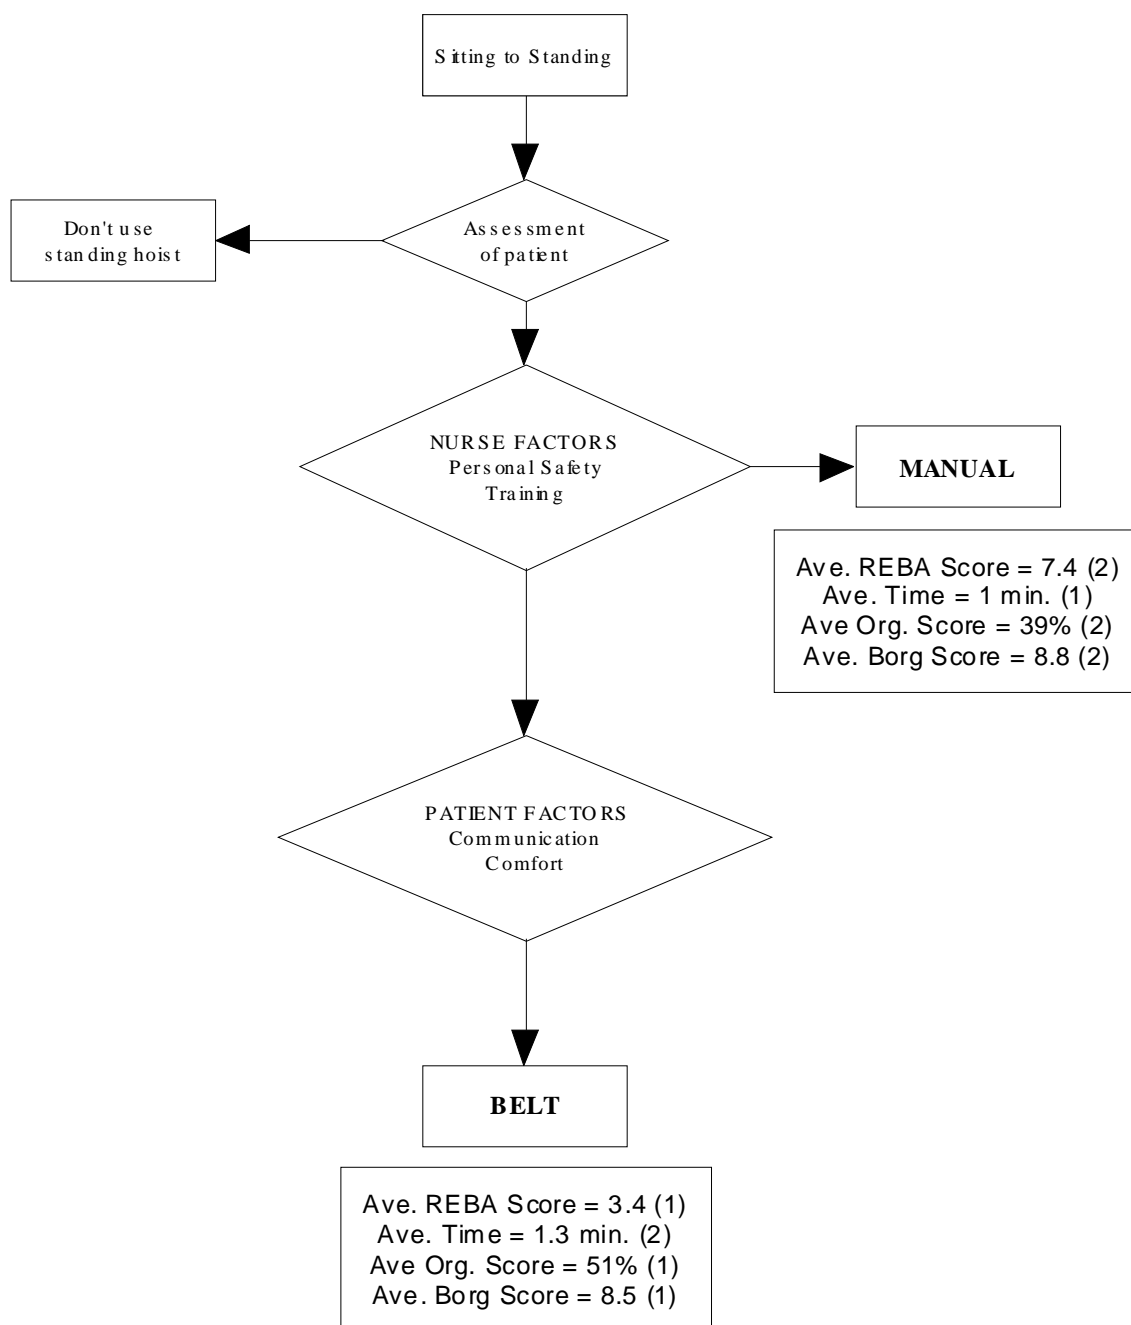 Sitting to Standing
Don't use
standing hoist
Assessment
of patient
NURSE FACTORS
Personal Safety
Training
MANUAL
Ave. REBA Score = 7.4 (2)
Ave. Time = 1 min. (1)
Ave Org. Score = 39% (2)
Ave. Borg Score = 8.8 (2)
PATIENT FACTORS
Communication
Comfort
BELT
Ave. REBA Score = 3.4 (1)
Ave. Time = 1.3 min. (2)
Ave Org. Score = 51% (1)
Ave. Borg Score = 8.5 (1)